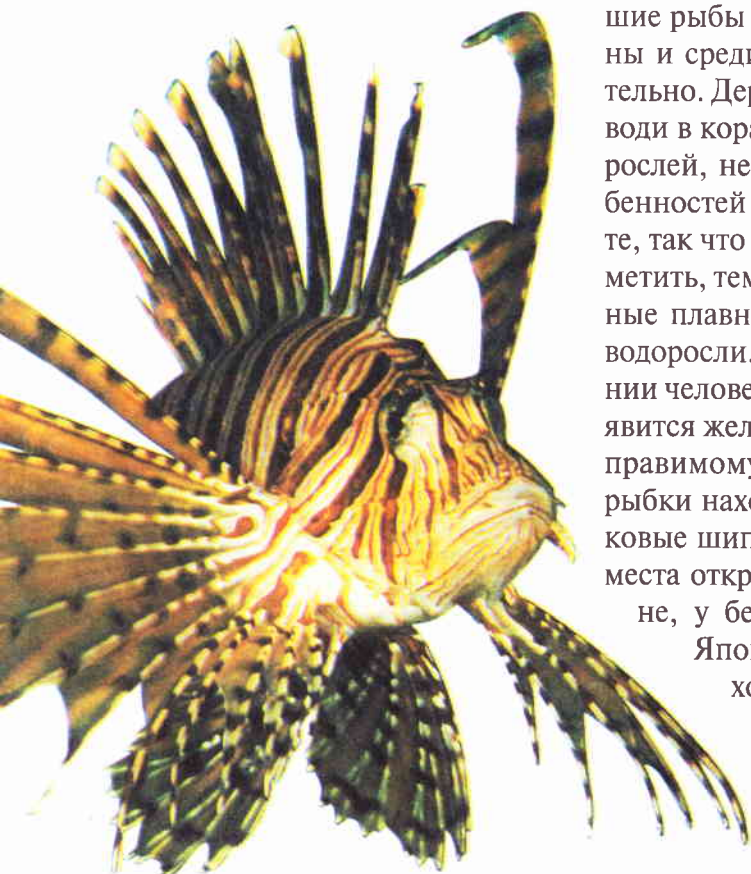 шие рыбы
ны и среди
тельно. Дер
води в кора
рослей, не
бенностей
те, так что
метить, тем
ные плавн
водоросли.
нии челове
явится жел
правимому
рыбки нахо
ковые шип
места откр
не, у бе
Япо
хо